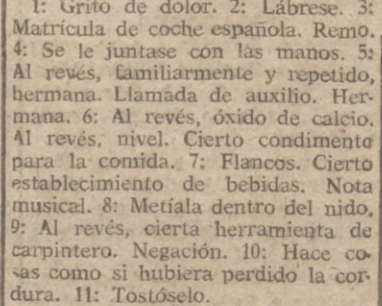 1: Grito de dolor. 2: Lábrese. 3:
Matrícula de coche española. Remo.
4: Se le juntase con las manos. 5:
Al revés, familiarmente y repetido,
hermana. Llamada de auxilio. Her-
mana. 6: Al revés, óxido de calcio.
Al revés, nivel. Cierto condimento
para la comida. 7: Flancos. Cierto
establecimiento de bebidas. Nota
musical. 8: Metíala dentro del nido.
9: Al revés, cierta herramienta de
carpintero. Negación. 10: Hace co-
sas como si hubiera perdido la cor-
dura. 11: Tostóselo.